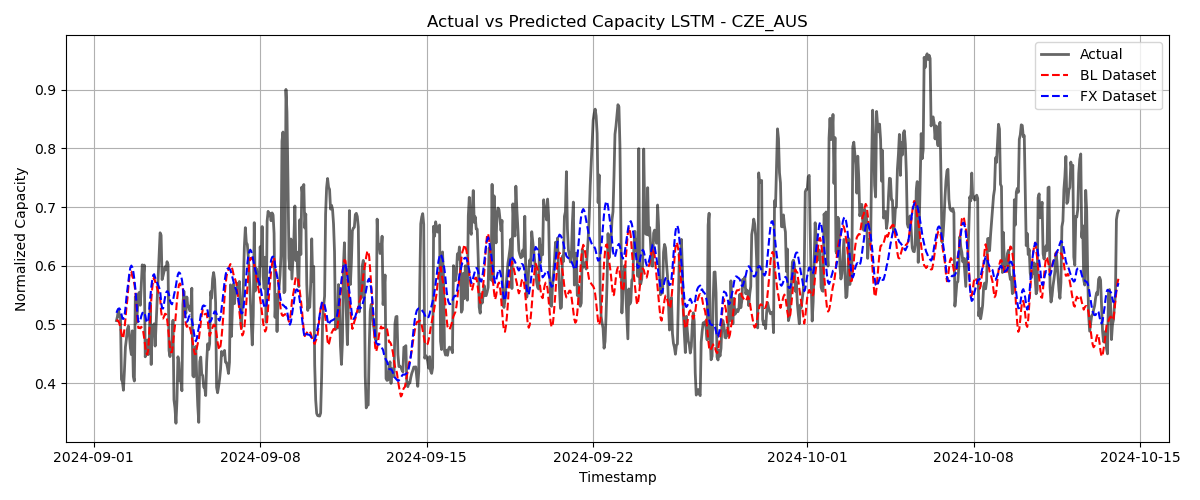 Actual vs Predicted Capacity LSTM - CZE_AUS
Actual
BL Dataset
FX Dataset
Normalized Capacity
0.9
0.8
0.7
0.6
0.5
0.4
2024-09-01 2024-09-08 2024-09-15 2024-09-22 2024-10-01 2024-10-08 2024-10-15
Timestamp